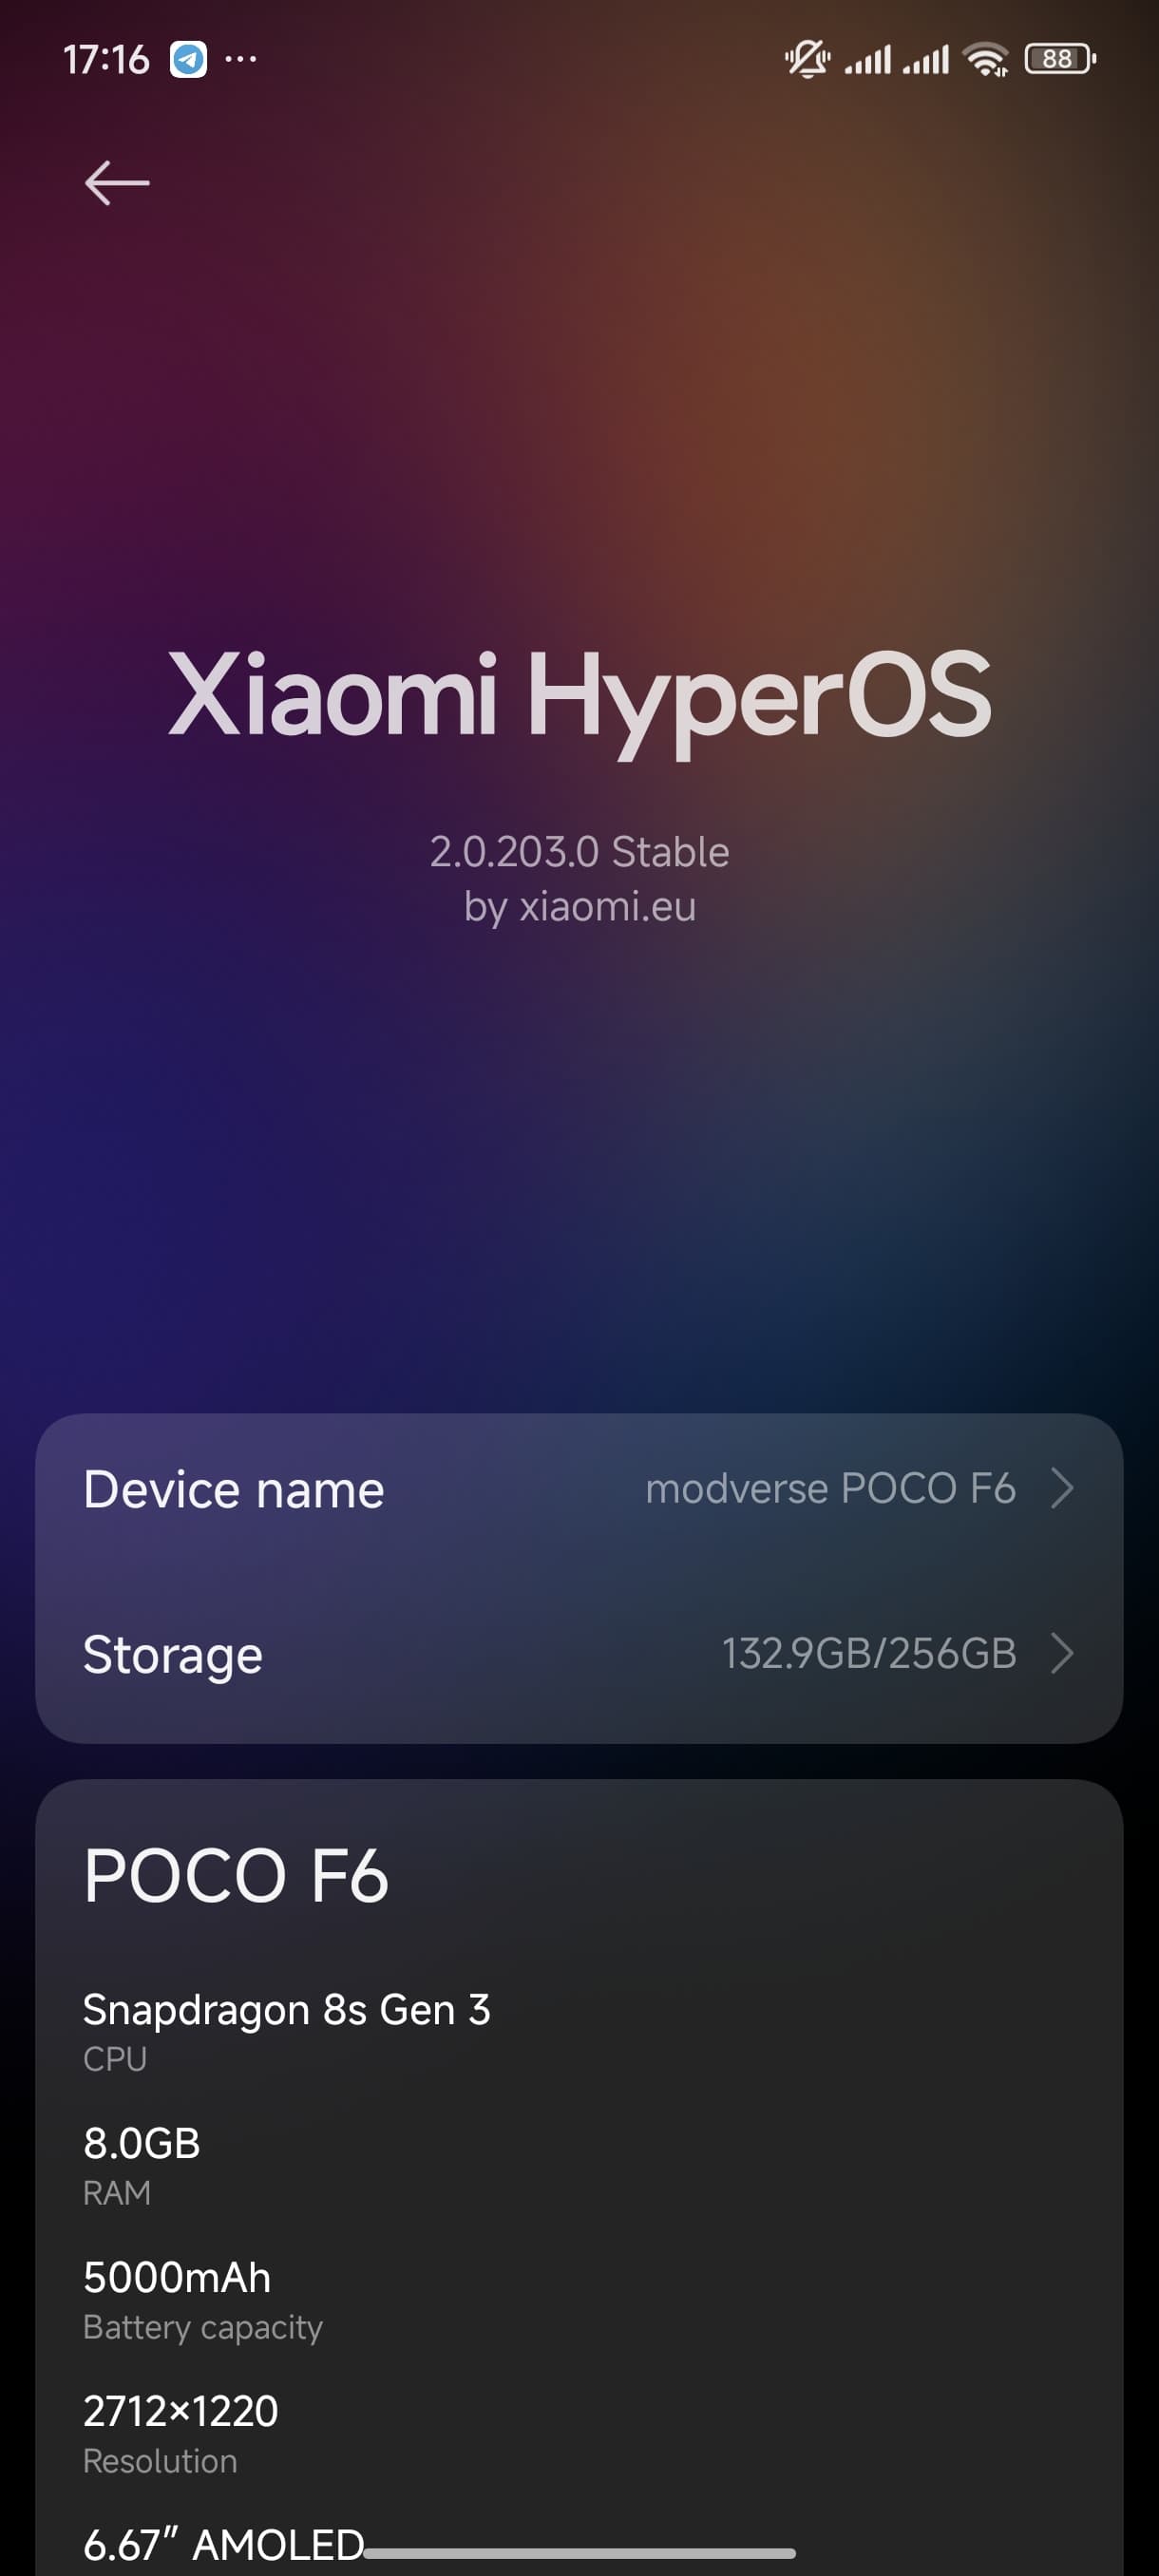 17:16 ...
88
Xiaomi HyperOS
2.0.203.0 Stable
by xiaomi.eu
Device name modverse POCO F6
Storage 132.9GB/256GB
POCO F6
Snapdragon 8s Gen 3
CPU
8.0GB
RAM
5000mAh
Battery capacity
2712×1220
Resolution
6.67″ AMOLED